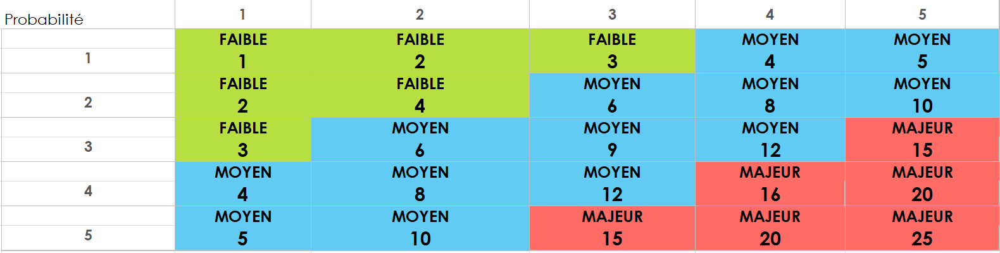 1 2 3 4 5
Probabilité
FAIBLE FAIBLE FAIBLE MOYEN MOYEN
1 1 2 3 4 5
FAIBLE FAIBLE MOYEN MOYEN MOYEN
2 2 4 6 8 10
FAIBLE MOYEN MOYEN MOYEN MAJEUR
3 3 6 9 12 15
MOYEN MOYEN MOYEN MAJEUR MAJEUR
4 4 8 12 16 20
MOYEN MOYEN MAJEUR MAJEUR MAJEUR
5 5 10 15 20 25